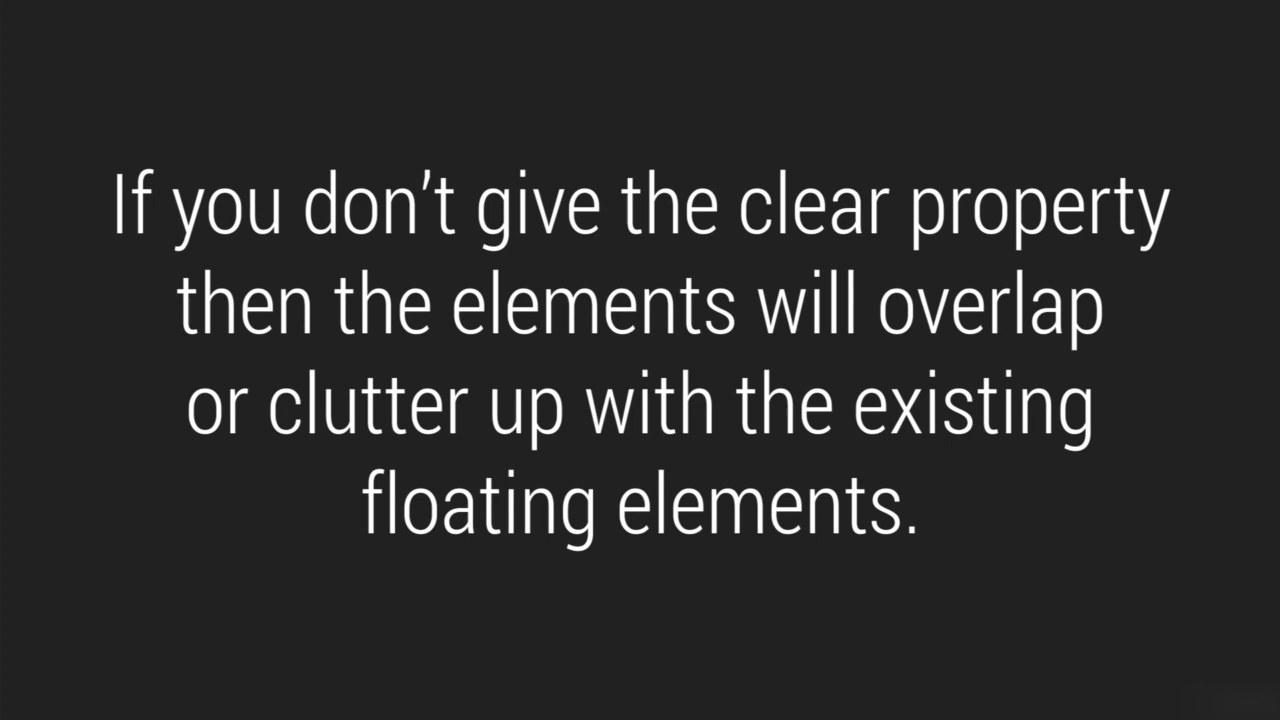 If you don’t give the clear property
then the elements will overlap
or clutter up with the existing
floating elements.